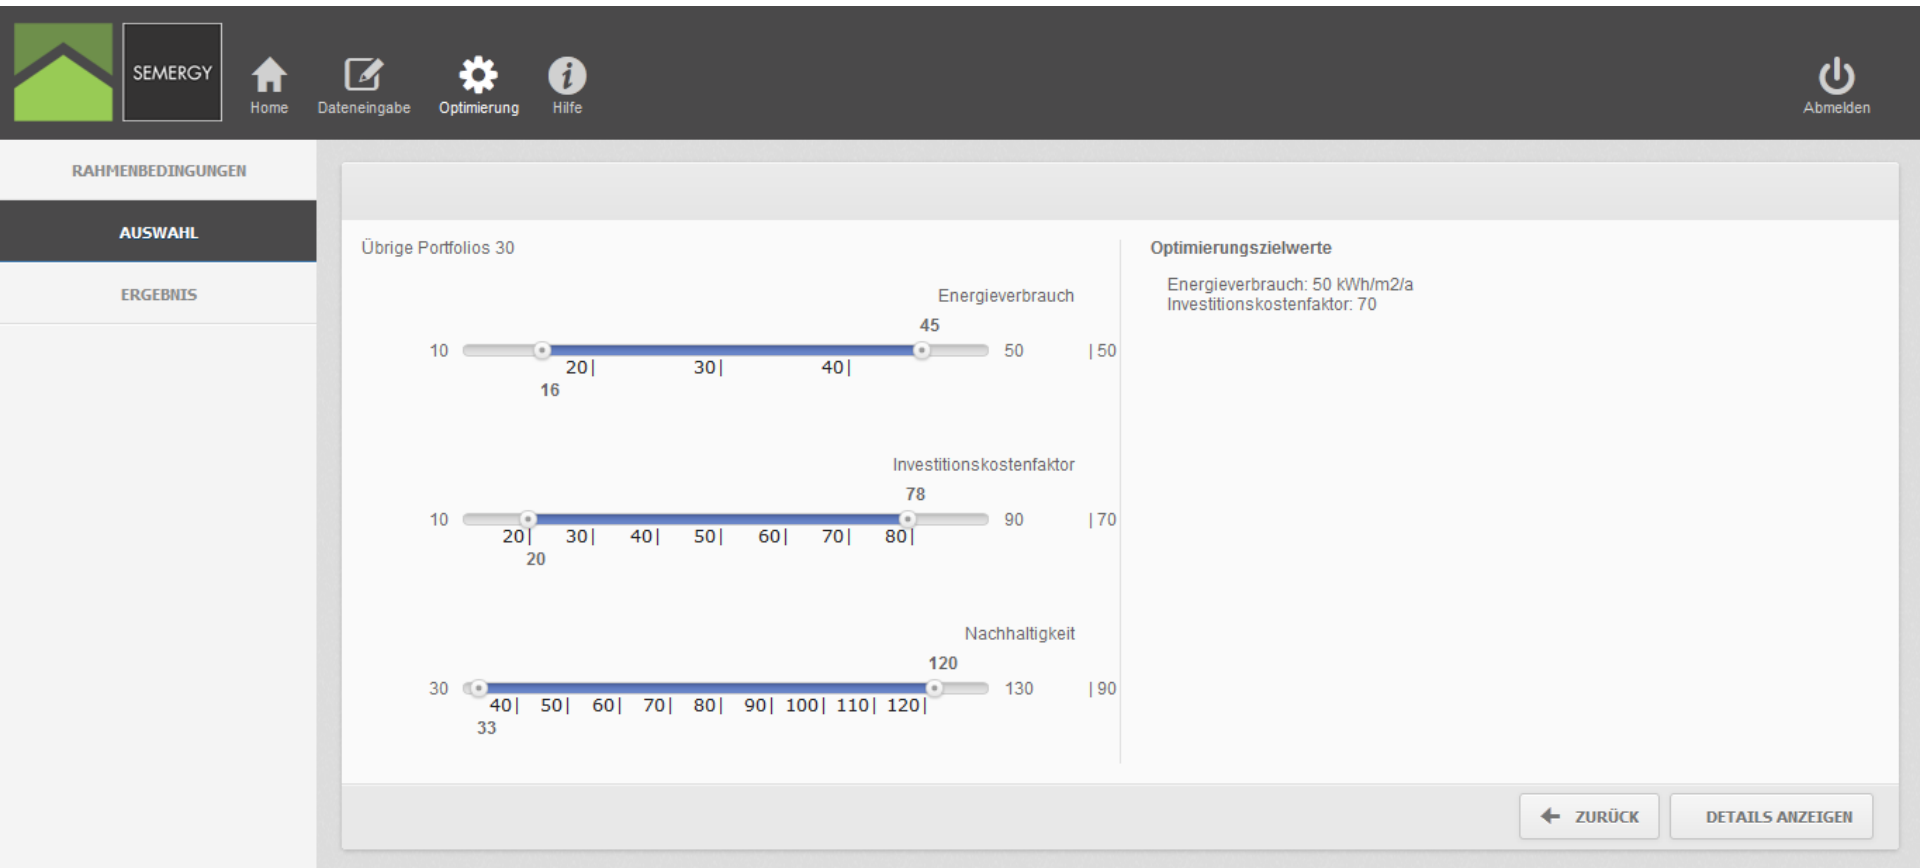 SEMERGY
Home
Dateneingabe
Optimierung
Hilfe
Abmelden
RAHMENBEDINGUNGEN
AUSWAHL
ERGEBNIS
Übrige Portfolios 30
Energieverbrauch
45
10
50
|50
20| 30| 40|
16
Investitionskostenfaktor
78
10
90
|70
20| 30| 40| 50| 60| 70| 80|
20
Nachhaltigkeit
120
30
130
|90
40| 50| 60| 70| 80| 90| 100| 110| 120|
33
Optimierungszielwerte
Energieverbrauch: 50 kWh/m2/a
Investitionskostenfaktor: 70
ZURÜCK
DETAILS ANZEIGEN